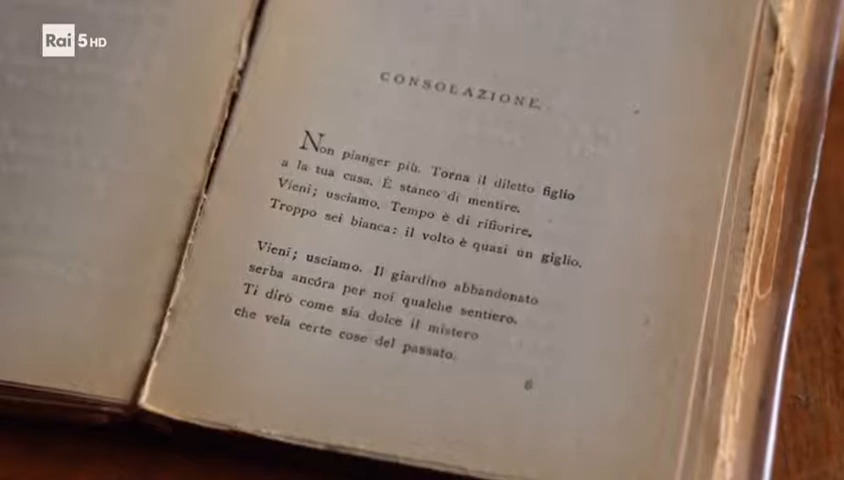 Rai 5 HD
CONSOLAZIONE.
Non pianger più. Torna il diletto figlio
a la tua casa. È stanco di mentire.
Vieni; usciamo. Tempo è di rifiorire.
Troppo sei bianca: il volto è quasi un giglio.
Vieni; usciamo. Il giardino abbandonato
serba ancóra per noi qualche sentiero.
Ti dirò come sia dolce il mistero
che vela certe cose del passato.
6